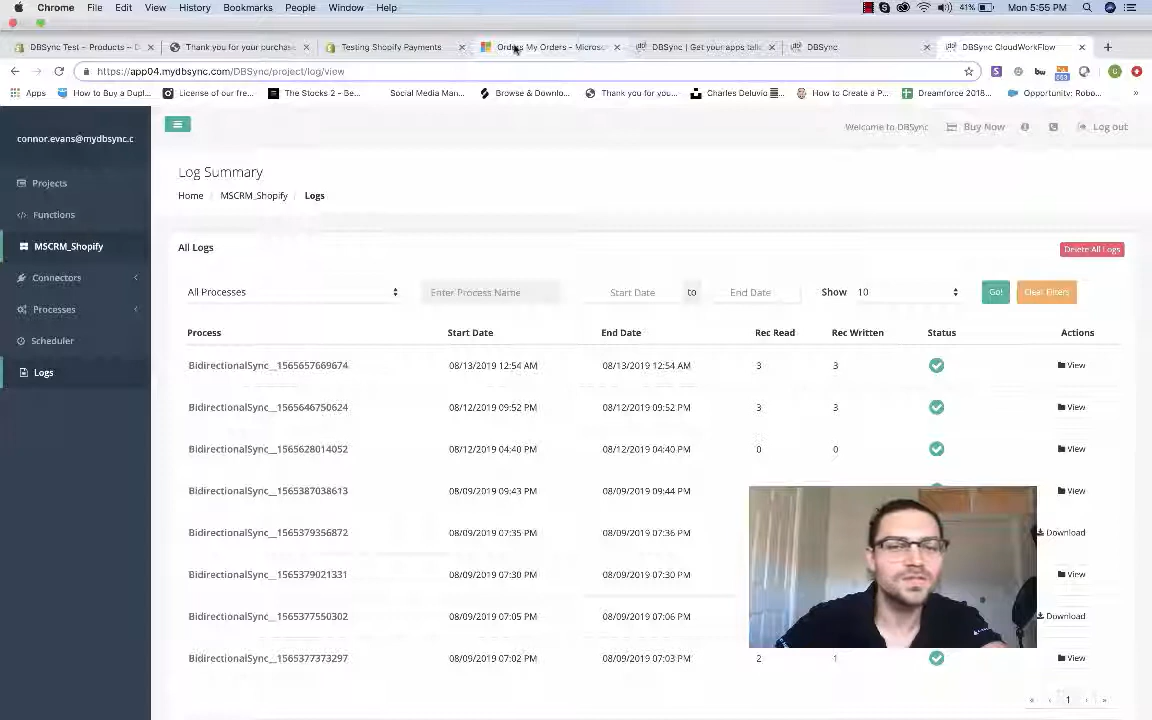 Chrome File Edit View History Bookmarks People Window Help 41% Mon 5:55 PM
DBSync Test – Products – D Thank you for your purchas Testing Shopify Payments Orders My Orders - Micros DBSync | Get your apps talk DBSync DBSync CloudWorkFlow
https://app04.mydbsync.com/DBSync/project/log/view
Apps How to Buy a Dupl... License of our fre... The Stocks 2 – Be... Social Media Man... Browse & Downlo... Thank you for you... Charles Deluvio How to Create a P... Dreamforce 2018... Opportunity: Robo... »
connor.evans@mydbsync.c
Welcome to DBSync Buy Now Log out
Projects
Functions
MSCRM_Shopify
Connectors
Processes
Scheduler
Logs
Log Summary
Home MSCRM_Shopify Logs
All Logs Delete All Logs
All Processes Enter Process Name Start Date to End Date Show 10 Go! Clear Filters
Process Start Date End Date Rec Read Rec Written Status Actions
BidirectionalSync__1565657669674 08/13/2019 12:54 AM 08/13/2019 12:54 AM 3 3 View
BidirectionalSync__1565646750624 08/12/2019 09:52 PM 08/12/2019 09:52 PM 3 3 View
BidirectionalSync__1565628014052 08/12/2019 04:40 PM 08/12/2019 04:40 PM 0 0 View
BidirectionalSync__1565387038613 08/09/2019 09:43 PM 08/09/2019 09:44 PM View
BidirectionalSync__1565379356872 08/09/2019 07:35 PM 08/09/2019 07:36 PM Download
BidirectionalSync__1565379021331 08/09/2019 07:30 PM 08/09/2019 07:30 PM View
BidirectionalSync__1565377550302 08/09/2019 07:05 PM 08/09/2019 07:06 PM Download
BidirectionalSync__1565377373297 08/09/2019 07:02 PM 08/09/2019 07:03 PM 2 1 View
« ‹ 1 › »